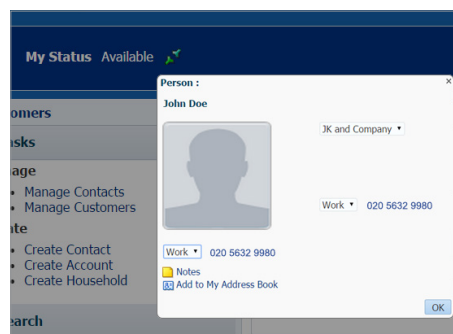 My Status Available
Person :
×
John Doe
JK and Company
Work 020 5632 9980
Work 020 5632 9980
Notes
Add to My Address Book
OK
omers
sks
age
Manage Contacts
Manage Customers
te
Create Contact
Create Account
Create Household
earch